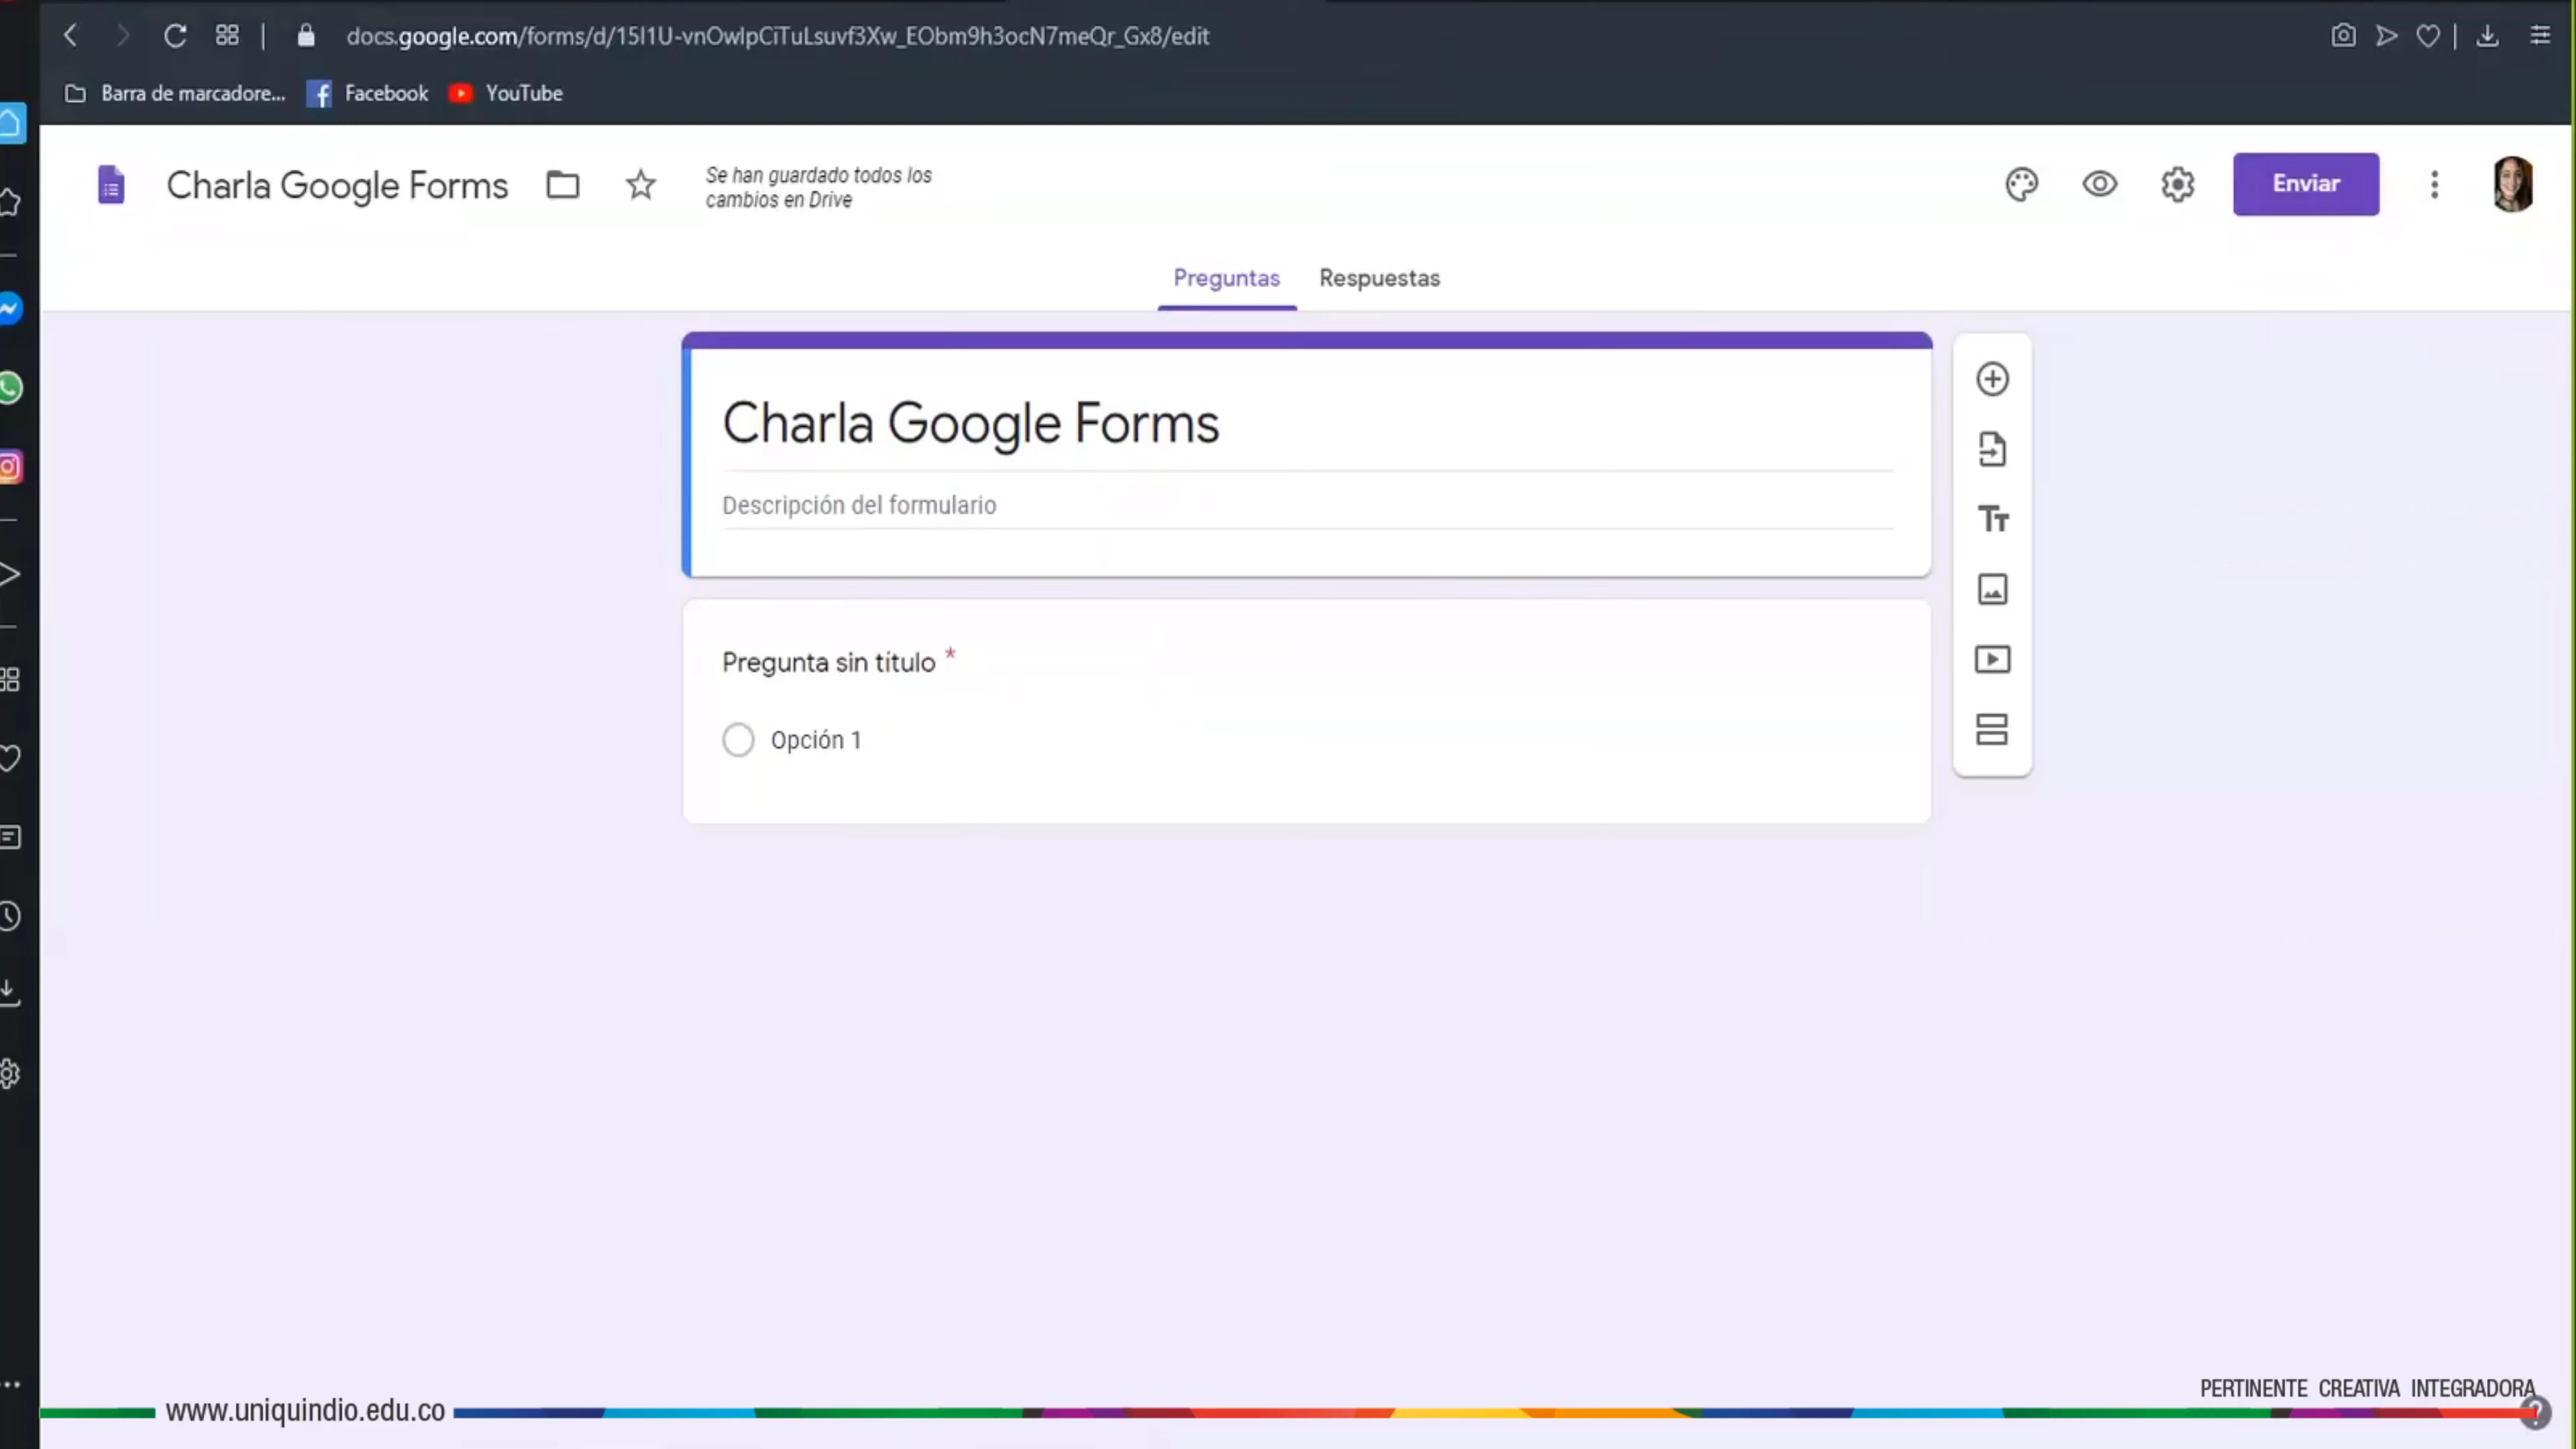 docs.google.com/forms/d/15I1U-vnOwIpCiTuLsuvf3Xw_EObm9h3ocN7meQr_Gx8/edit
Barra de marcadore...
Facebook
YouTube
Charla Google Forms
Se han guardado todos los
cambios en Drive
Enviar
Preguntas
Respuestas
Charla Google Forms
Descripción del formulario
Pregunta sin título *
Opción 1
PERTINENTE CREATIVA INTEGRADORA
www.uniquindio.edu.co